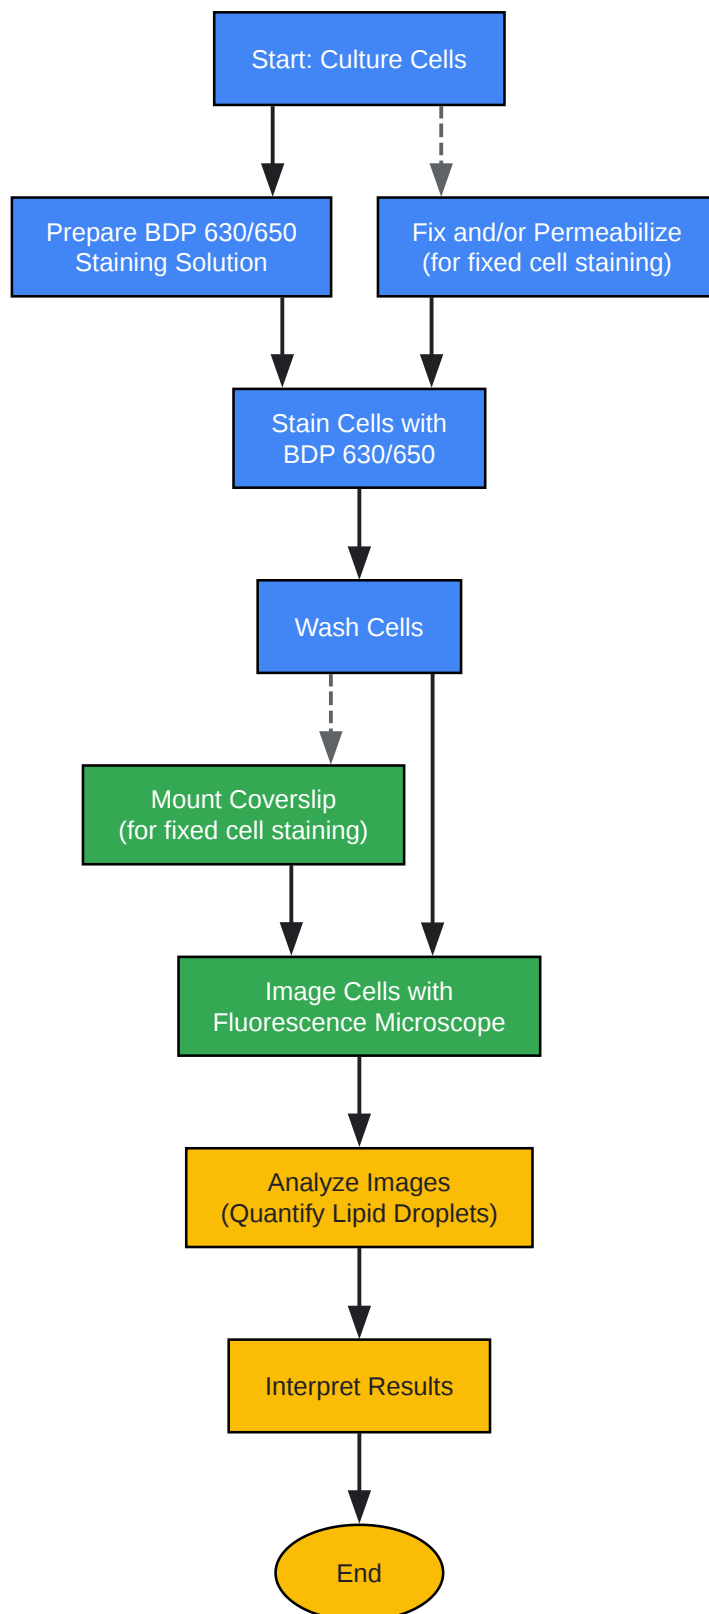 Start: Culture Cells
Prepare BDP 630/650
Staining Solution
Fix and/or Permeabilize
(for fixed cell staining)
Stain Cells with
BDP 630/650
Wash Cells
Mount Coverslip
(for fixed cell staining)
Image Cells with
Fluorescence Microscope
Analyze Images
(Quantify Lipid Droplets)
Interpret Results
End